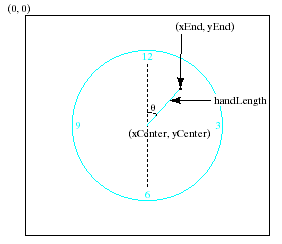 (0, 0)
(xEnd, yEnd)
12
θ
handLength
9
3
(xCenter, yCenter)
6